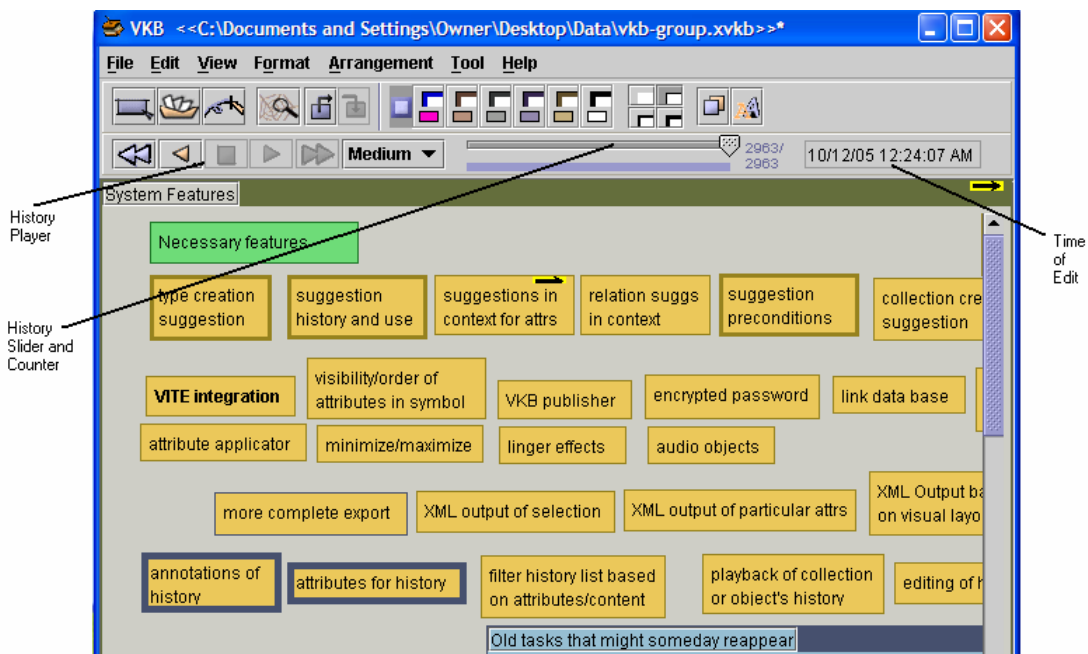 VKB <<C:\Documents and Settings\Owner\Desktop\Data\vkb-group.xvkb>>*
File Edit View Format Arrangement Tool Help
Medium
2963/
2963
10/12/05 12:24:07 AM
System Features
History
Player
Time
of
Edit
History
Slider and
Counter
Necessary features
type creation
suggestion
suggestion
history and use
suggestions in
context for attrs
relation suggs
in context
suggestion
preconditions
collection cre
suggestion
VITE integration
visibility/order of
attributes in symbol
VKB publisher
encrypted password
link data base
attribute applicator
minimize/maximize
linger effects
audio objects
more complete export
XML output of selection
XML output of particular attrs
XML Output ba
on visual layo
annotations of
history
attributes for history
filter history list based
on attributes/content
playback of collection
or object's history
editing of h
Old tasks that might someday reappear